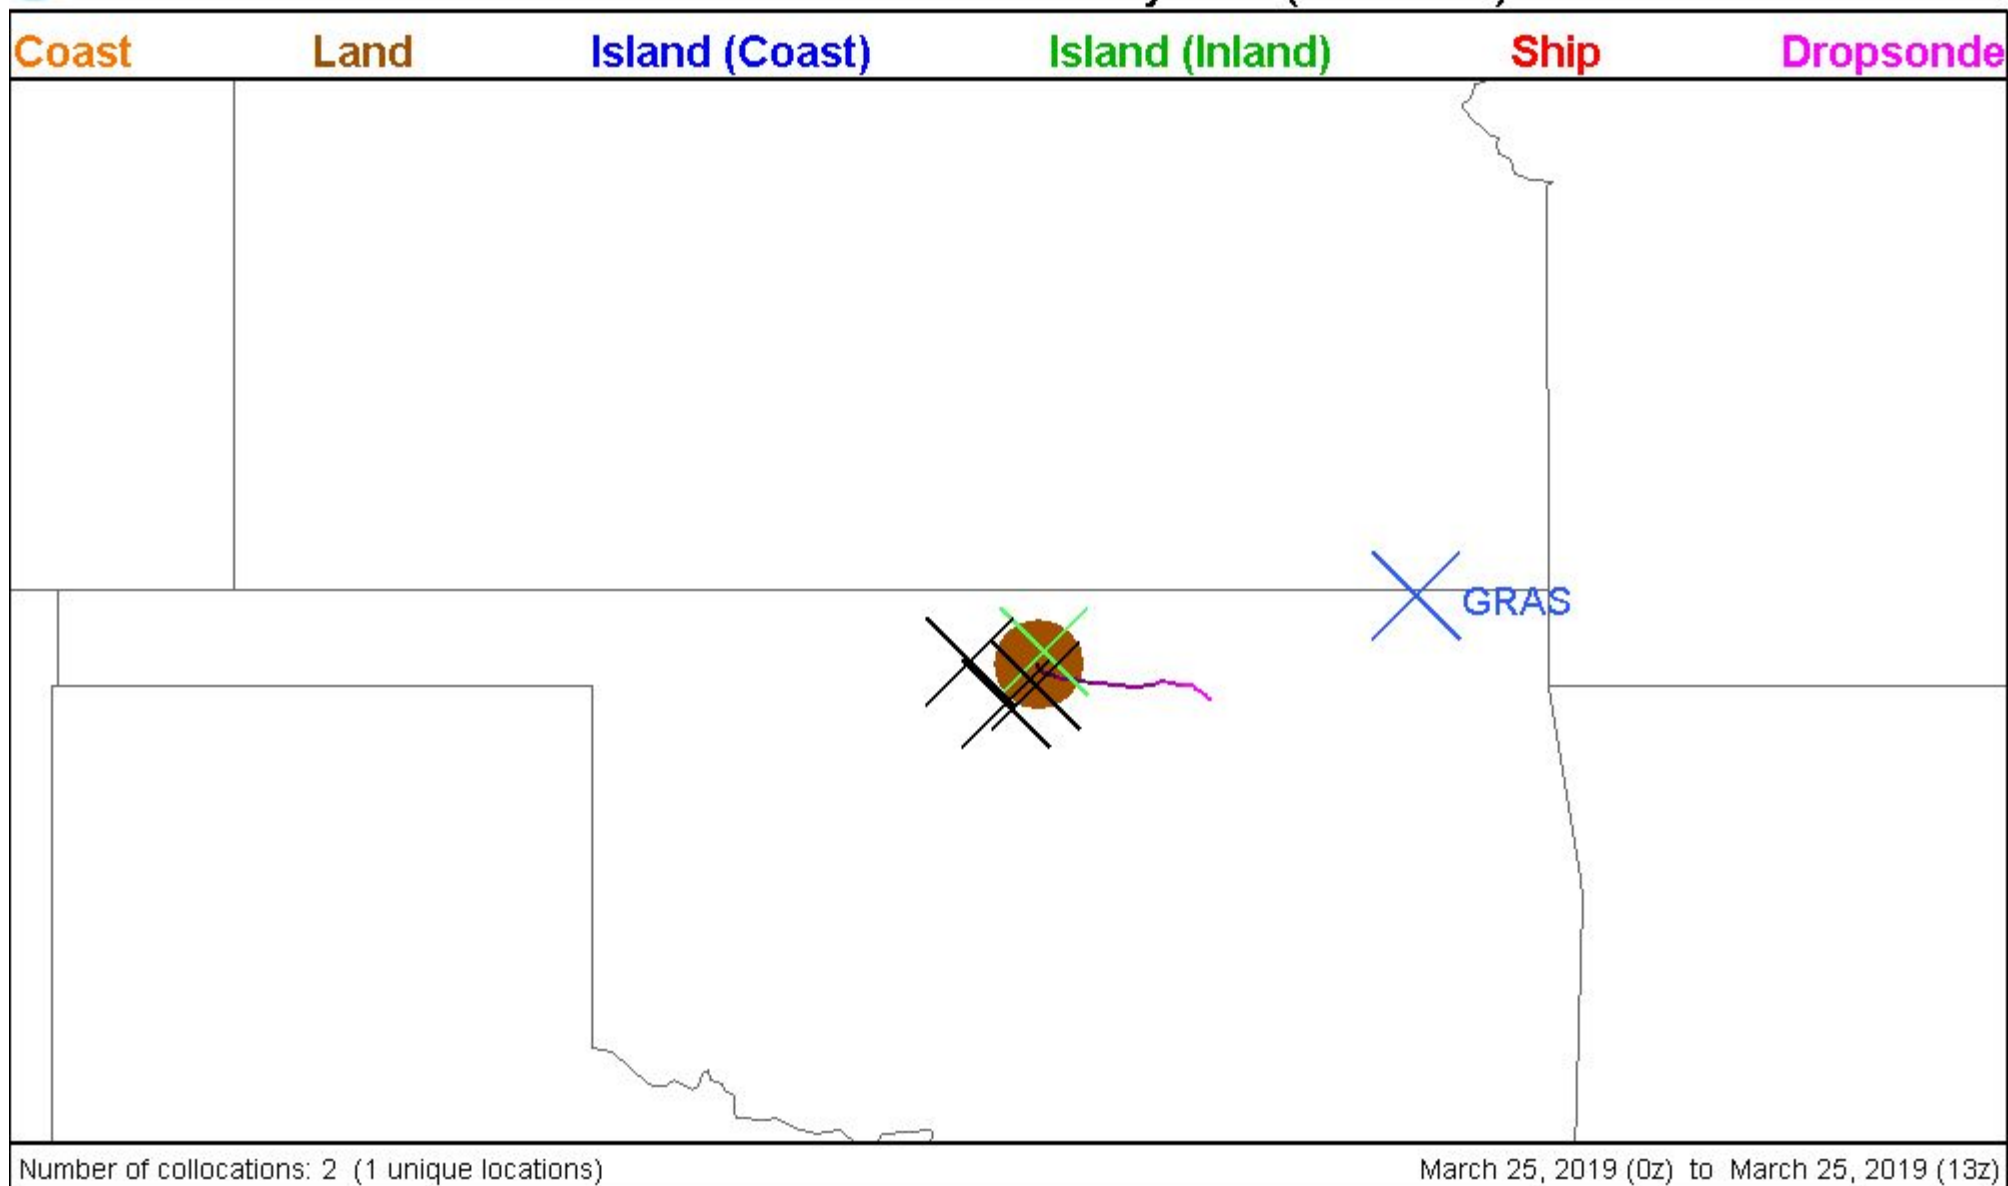 Coast Land Island (Coast) Island (Inland) Ship Dropsonde
GRAS
Number of collocations: 2 (1 unique locations) March 25, 2019 (0z) to March 25, 2019 (13z)